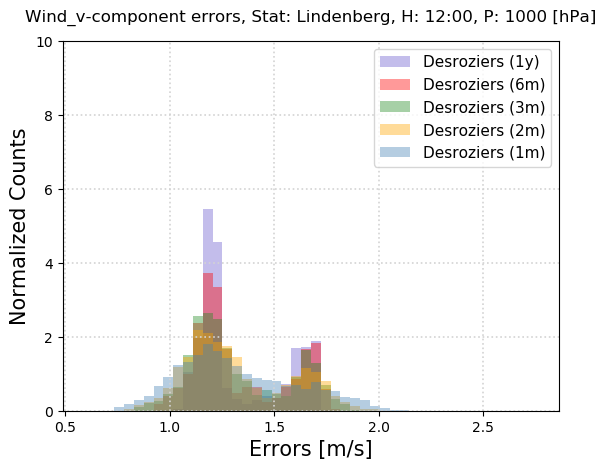 Wind_v-component errors, Stat: Lindenberg, H: 12:00, P: 1000 [hPa]
10
8
6
4
2
0
Normalized Counts
Desroziers (1y)
Desroziers (6m)
Desroziers (3m)
Desroziers (2m)
Desroziers (1m)
0.5
1.0
1.5
2.0
2.5
Errors [m/s]